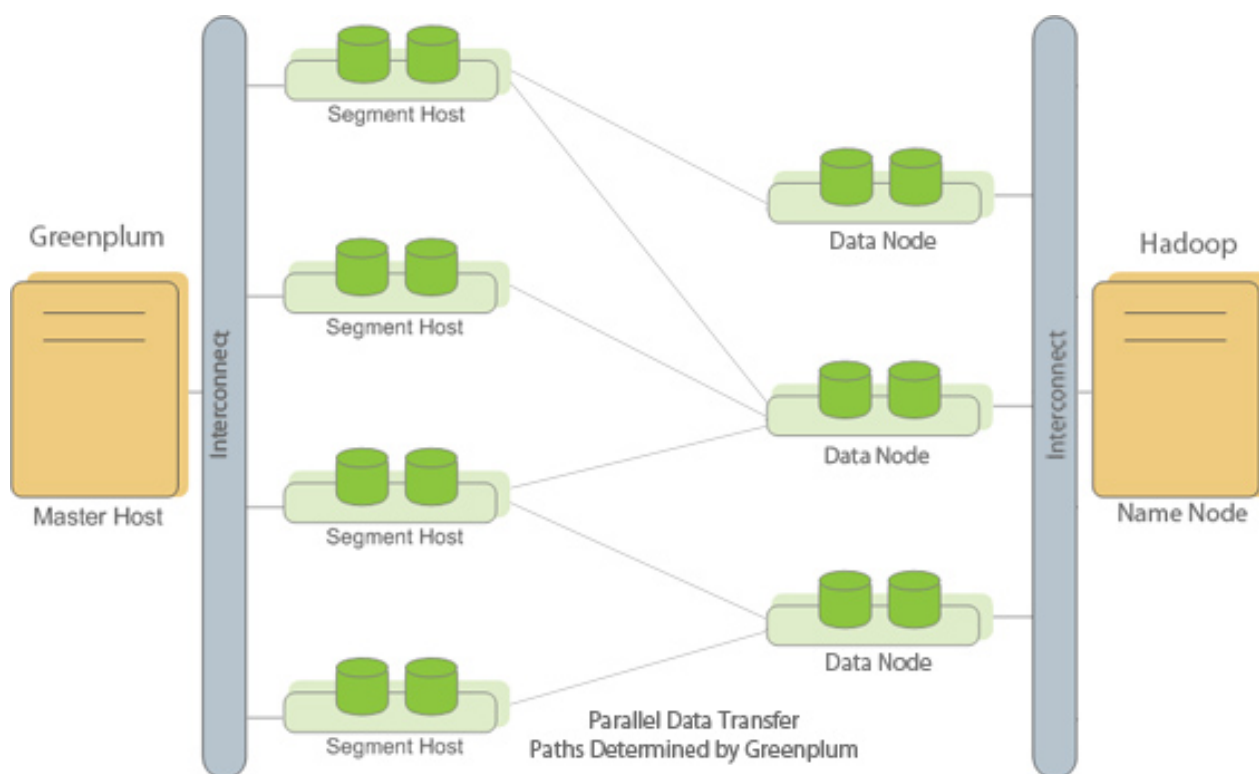 Greenplum
Master Host
Interconnect
Segment Host
Segment Host
Segment Host
Segment Host
Parallel Data Transfer
Paths Determined by Greenplum
Data Node
Data Node
Data Node
Interconnect
Hadoop
Name Node